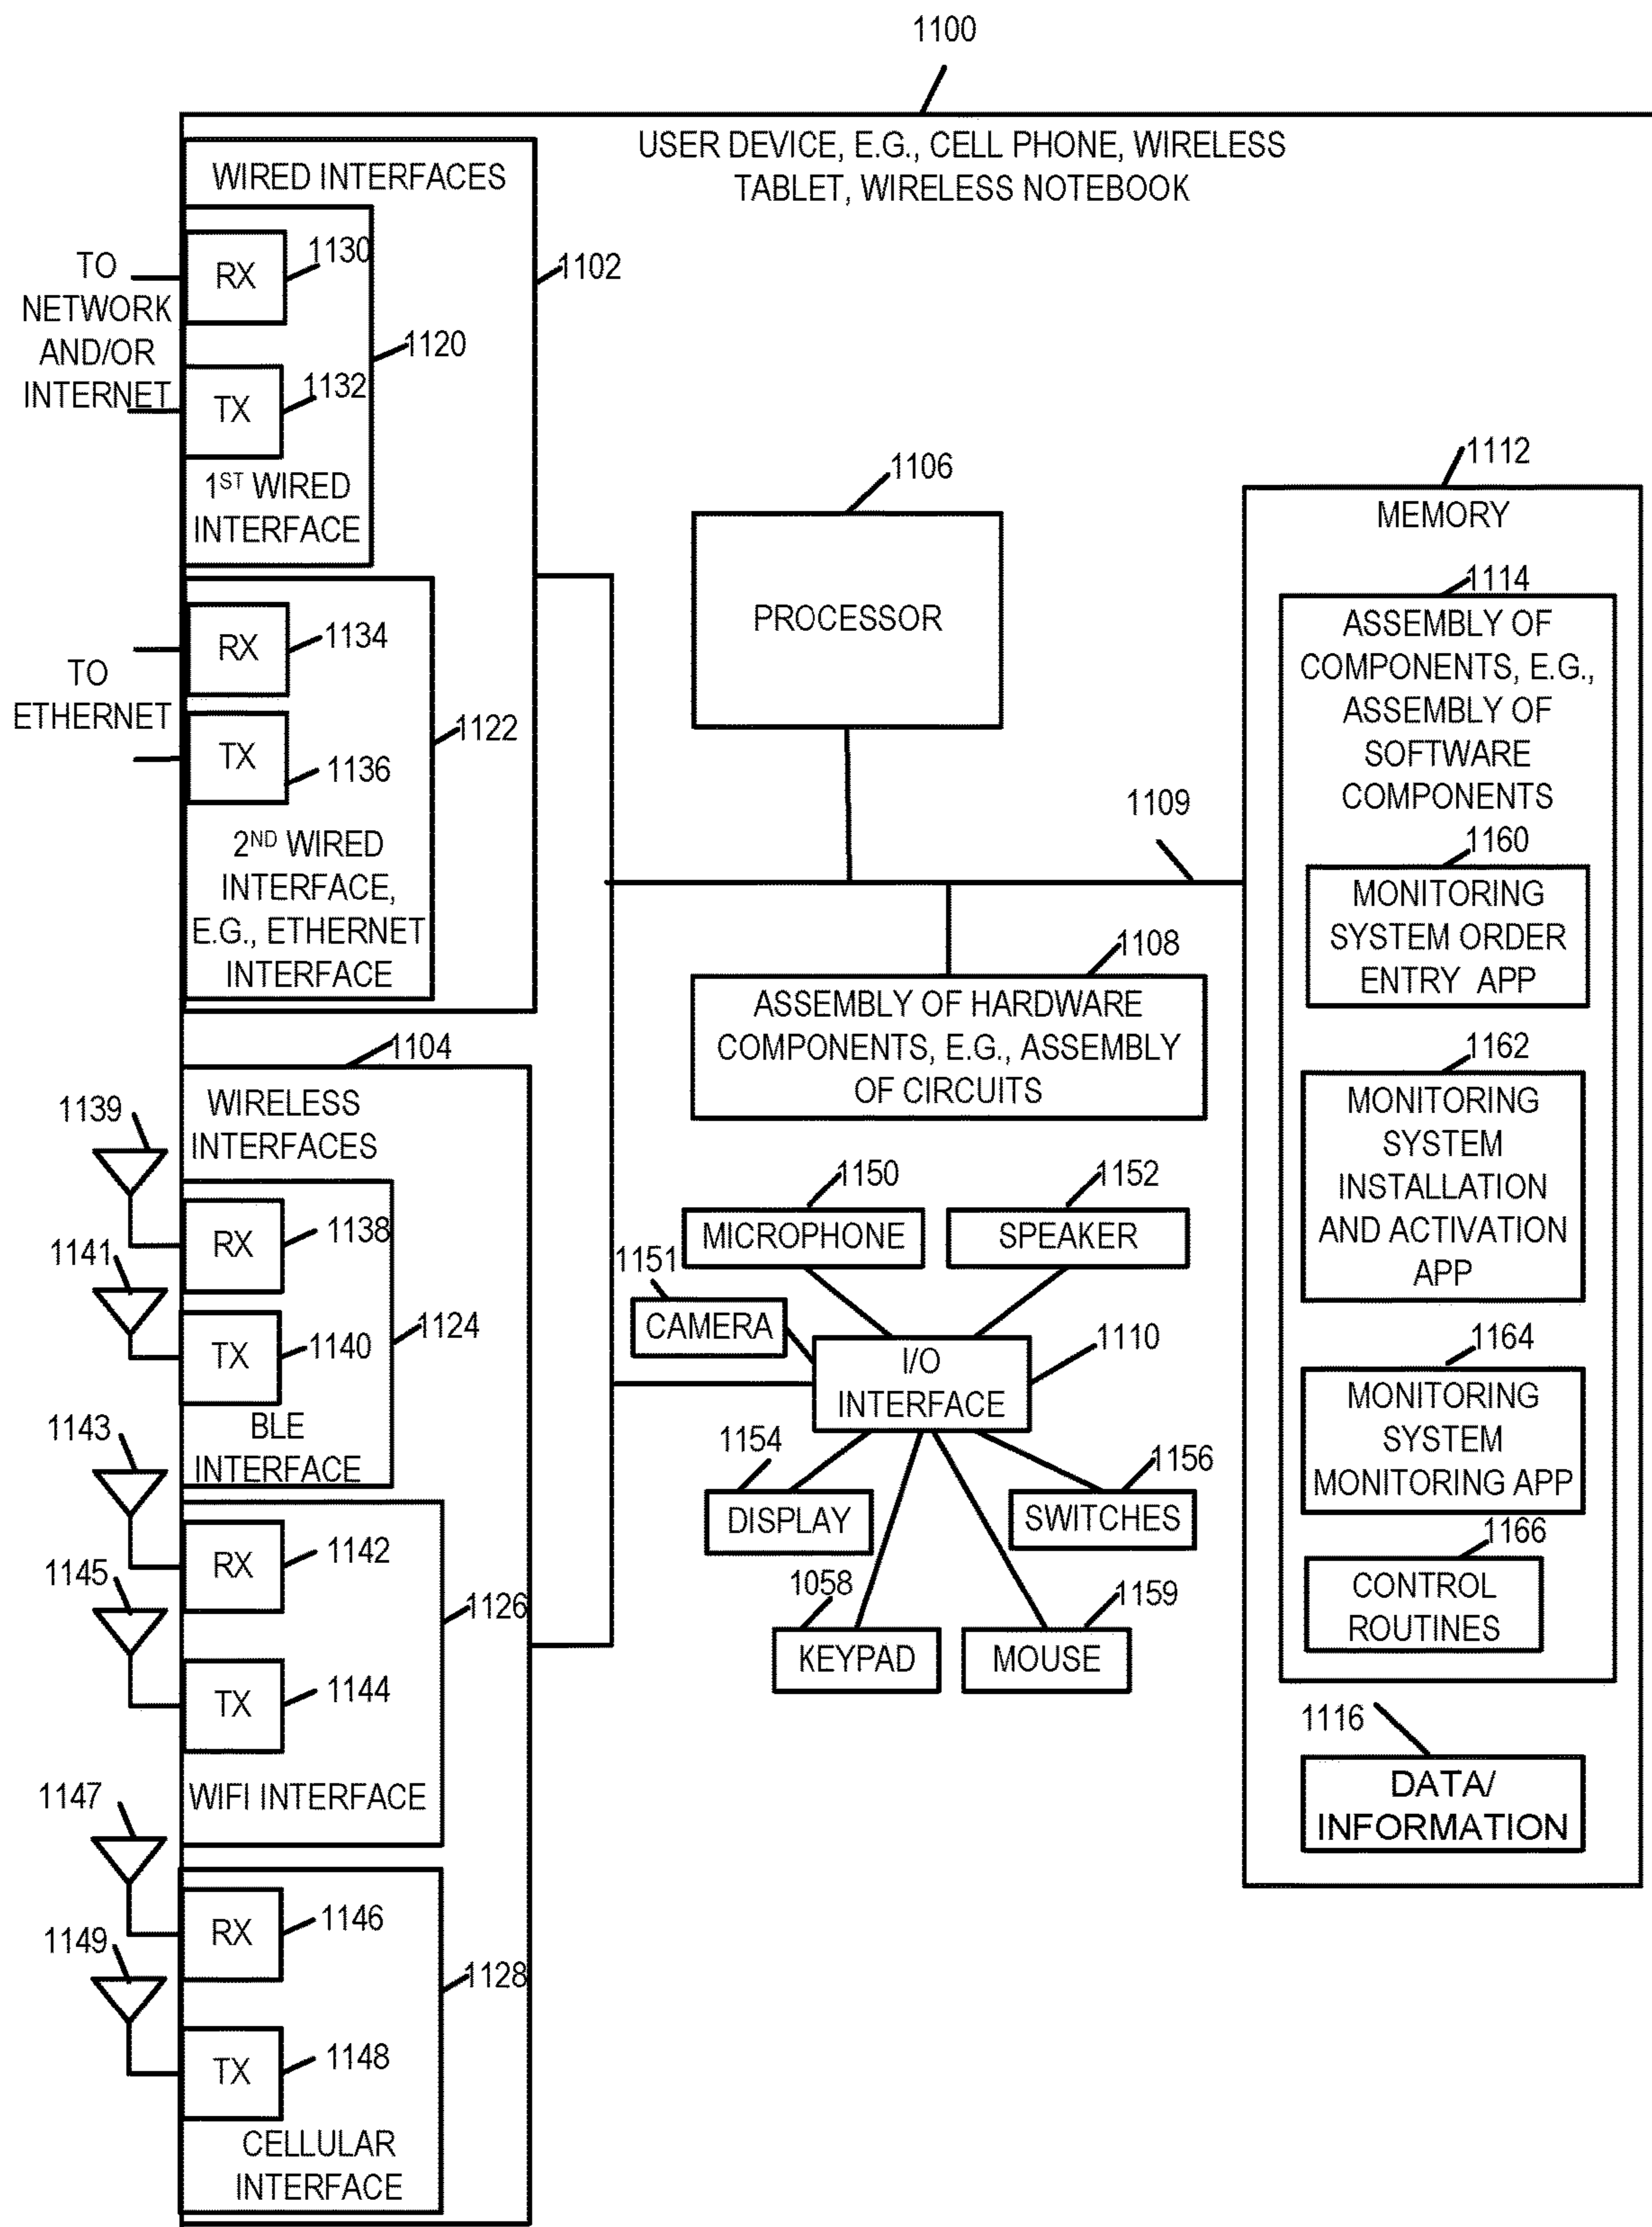 1100
USER DEVICE, E.G., CELL PHONE, WIRELESS
TABLET, WIRELESS NOTEBOOK
WIRED INTERFACES
1102
TO
NETWORK
AND/OR
INTERNET
RX
1130
TX
1132
1120
1ST WIRED
INTERFACE
TO
ETHERNET
RX
1134
TX
1136
1122
2ND WIRED
INTERFACE,
E.G., ETHERNET
INTERFACE
1104
WIRELESS
INTERFACES
1139
RX
1138
1141
TX
1140
1124
BLE
INTERFACE
1143
RX
1142
1145
TX
1144
1126
WIFI INTERFACE
1147
RX
1146
1149
TX
1148
1128
CELLULAR
INTERFACE
1106
PROCESSOR
1109
1108
ASSEMBLY OF HARDWARE
COMPONENTS, E.G., ASSEMBLY
OF CIRCUITS
1150
MICROPHONE
1152
SPEAKER
1151
CAMERA
I/O
INTERFACE
1110
1154
DISPLAY
1156
SWITCHES
1058
KEYPAD
1159
MOUSE
1112
MEMORY
1114
ASSEMBLY OF
COMPONENTS, E.G.,
ASSEMBLY OF
SOFTWARE
COMPONENTS
1160
MONITORING
SYSTEM ORDER
ENTRY APP
1162
MONITORING
SYSTEM
INSTALLATION
AND ACTIVATION
APP
1164
MONITORING
SYSTEM
MONITORING APP
1166
CONTROL
ROUTINES
1116
DATA/
INFORMATION